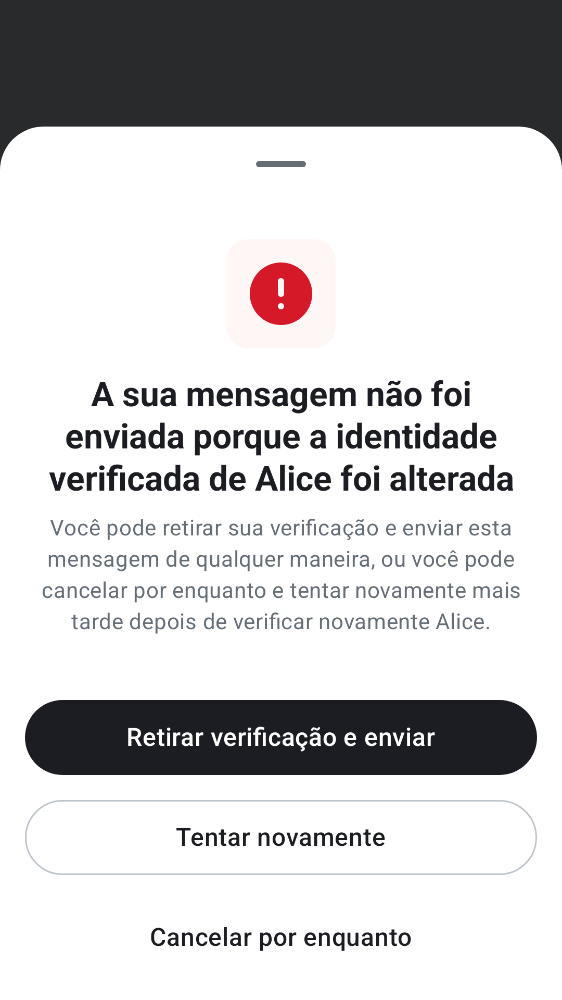 A sua mensagem não foi
enviada porque a identidade
verificada de Alice foi alterada
Você pode retirar sua verificação e enviar esta
mensagem de qualquer maneira, ou você pode
cancelar por enquanto e tentar novamente mais
tarde depois de verificar novamente Alice.
Retirar verificação e enviar
Tentar novamente
Cancelar por enquanto